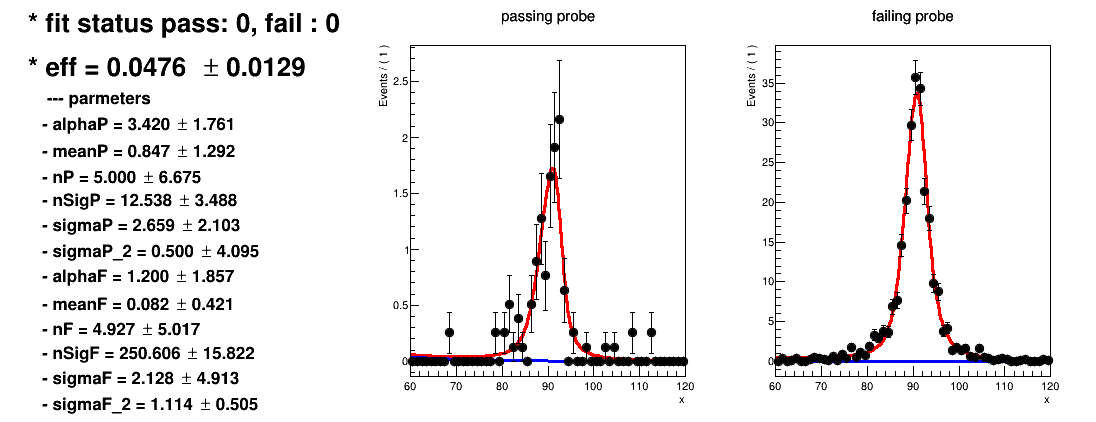 * fit status pass: 0, fail : 0
* eff = 0.0476 ± 0.0129
--- parmeters
- alphaP = 3.420 ± 1.761
- meanP = 0.847 ± 1.292
- nP = 5.000 ± 6.675
- nSigP = 12.538 ± 3.488
- sigmaP = 2.659 ± 2.103
- sigmaP_2 = 0.500 ± 4.095
- alphaF = 1.200 ± 1.857
- meanF = 0.082 ± 0.421
- nF = 4.927 ± 5.017
- nSigF = 250.606 ± 15.822
- sigmaF = 2.128 ± 4.913
- sigmaF_2 = 1.114 ± 0.505
passing probe
Events / ( 1 )
2.5
2
1.5
1
0.5
0
60 70 80 90 100 110 120
x
failing probe
Events / ( 1 )
35
30
25
20
15
10
5
0
60 70 80 90 100 110 120
x